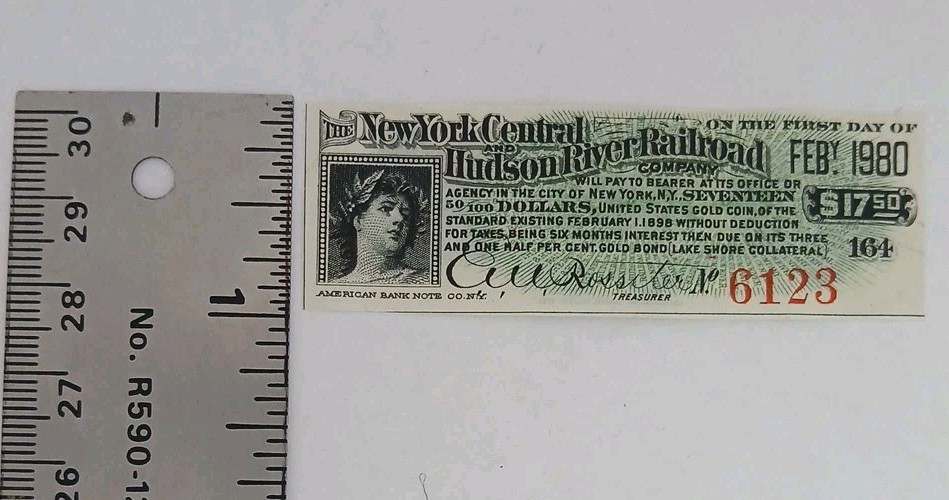 THE NEW YORK CENTRAL
AND
HUDSON RIVER RAILROAD
COMPANY
ON THE FIRST DAY OF
FEBY. 1980
WILL PAY TO BEARER AT ITS OFFICE OR
AGENCY IN THE CITY OF NEW YORK, N.Y., SEVENTEEN
50/100 DOLLARS, UNITED STATES GOLD COIN, OF THE
STANDARD EXISTING FEBRUARY 1. 1898 WITHOUT DEDUCTION
FOR TAXES, BEING SIX MONTHS INTEREST THEN DUE ON ITS THREE
AND ONE HALF PER CENT. GOLD BOND (LAKE SHORE COLLATERAL)
$17 50
164
E.V.W. Rossiter
TREASURER
No. 6123
AMERICAN BANK NOTE CO. N.Y.
30
29
28
27
26
1
No. R590-1